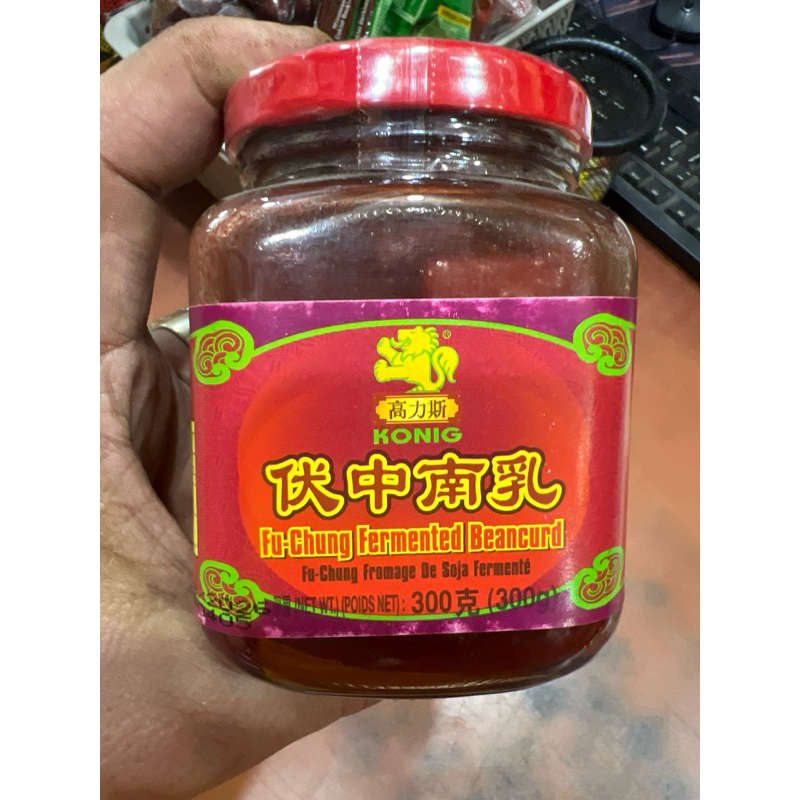 ®
高力斯
KONIG
伏中南乳
Fu-Chung Fermented Beancurd
Fu-Chung Fromage De Soja Fermenté
(NET WT.) (POIDS NET): 300克 (300g)